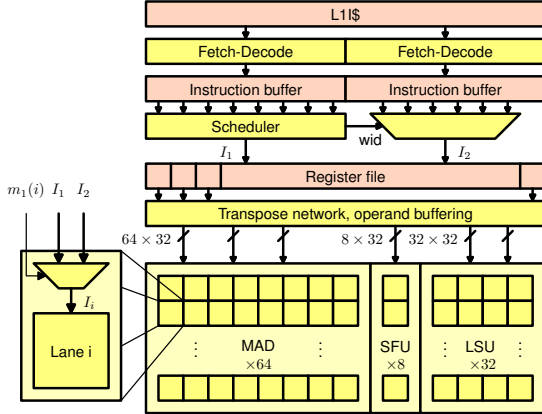 L1I$
Fetch-Decode Fetch-Decode
Instruction buffer Instruction buffer
Scheduler
wid
I₁ I₂
Register file
m₁(i) I₁ I₂
Transpose network, operand buffering
64 × 32 8 × 32 32 × 32
Iᵢ
Lane i
⋮ MAD ⋮ SFU ⋮ LSU ⋮
×64 ×8 ×32